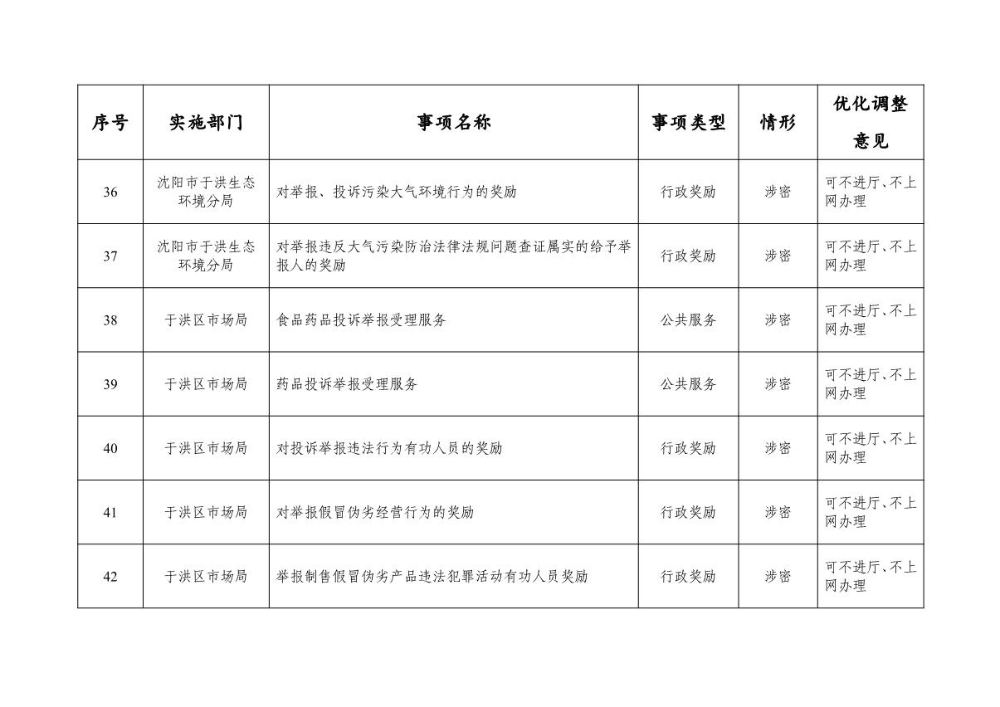 序号 实施部门 事项名称 事项类型 情形 优化调整
意见
36 沈阳市于洪生态
环境分局 对举报、投诉污染大气环境行为的奖励 行政奖励 涉密 可不进厅、不上
网办理
37 沈阳市于洪生态
环境分局 对举报违反大气污染防治法律法规问题查证属实的给予举
报人的奖励 行政奖励 涉密 可不进厅、不上
网办理
38 于洪区市场局 食品药品投诉举报受理服务 公共服务 涉密 可不进厅、不上
网办理
39 于洪区市场局 药品投诉举报受理服务 公共服务 涉密 可不进厅、不上
网办理
40 于洪区市场局 对投诉举报违法行为有功人员的奖励 行政奖励 涉密 可不进厅、不上
网办理
41 于洪区市场局 对举报假冒伪劣经营行为的奖励 行政奖励 涉密 可不进厅、不上
网办理
42 于洪区市场局 举报制售假冒伪劣产品违法犯罪活动有功人员奖励 行政奖励 涉密 可不进厅、不上
网办理